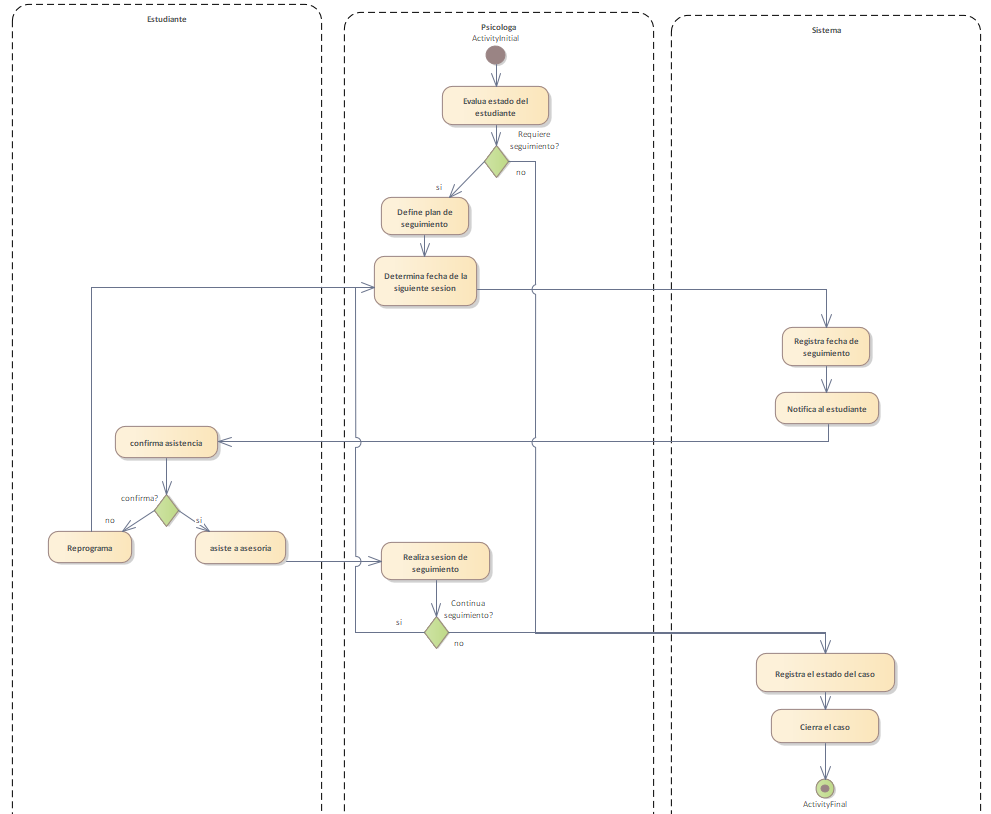 Estudiante
Psicologa
ActivityInitial
Sistema
Evalua estado del
estudiante
Requiere
seguimiento?
no
si
Define plan de
seguimiento
Determina fecha de la
siguiente sesion
Registra fecha de
seguimiento
Notifica al estudiante
confirma asistencia
confirma?
no
si
Reprograma
asiste a asesoria
Realiza sesion de
seguimiento
Continua
seguimiento?
si
no
Registra el estado del caso
Cierra el caso
ActivityFinal